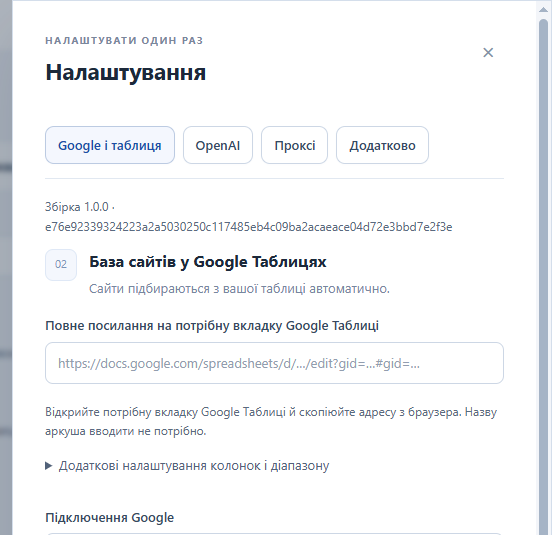 НАЛАШТУВАТИ ОДИН РАЗ
Налаштування
Google і таблиця
OpenAI
Проксі
Додатково
Збірка 1.0.0 ·
e76e92339324223a2a5030250c117485eb4c09ba2acaeace04d72e3bbd7e2f3e
02
База сайтів у Google Таблицях
Сайти підбираються з вашої таблиці автоматично.
Повне посилання на потрібну вкладку Google Таблиці
https://docs.google.com/spreadsheets/d/.../edit?gid=...#gid=...
Відкрийте потрібну вкладку Google Таблиці й скопіюйте адресу з браузера. Назву
аркуша вводити не потрібно.
Додаткові налаштування колонок і діапазону
Підключення Google